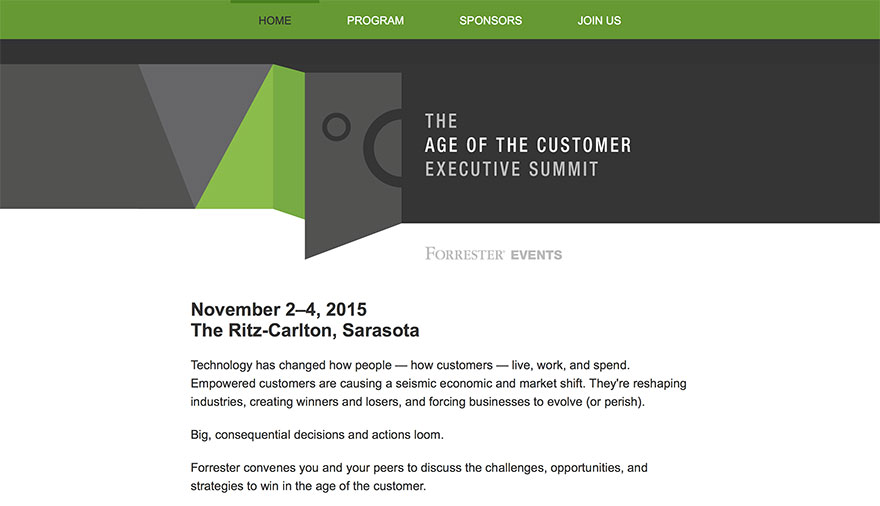 HOME PROGRAM SPONSORS JOIN US
THE
AGE OF THE CUSTOMER
EXECUTIVE SUMMIT
FORRESTER® EVENTS
November 2–4, 2015
The Ritz-Carlton, Sarasota
Technology has changed how people — how customers — live, work, and spend.
Empowered customers are causing a seismic economic and market shift. They're reshaping
industries, creating winners and losers, and forcing businesses to evolve (or perish).
Big, consequential decisions and actions loom.
Forrester convenes you and your peers to discuss the challenges, opportunities, and
strategies to win in the age of the customer.